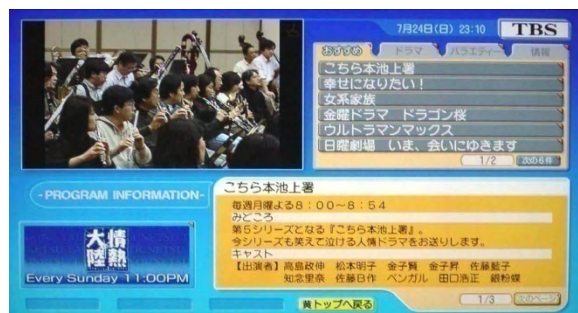 7月24日(日) 23:10 TBS
おすすめ ドラマ バラエティー 情報
こちら本池上署
幸せになりたい!
女系家族
金曜ドラマ ドラゴン桜
ウルトラマンマックス
日曜劇場 いま、会いにゆきます
1/2 次の6件
-PROGRAM INFORMATION-
こちら本池上署
毎週月曜よる8:00~8:54
みどころ
第5シリーズとなる『こちら本池上署』。
今シリーズも笑えて泣ける人情ドラマをお送りします。
キャスト
【出演者】高島政伸 松本明子 金子賢 金子昇 佐藤藍子
知念里奈 佐藤B作 ベンガル 田口浩正 眼鈴媒
情熱大陸
Every Sunday 11:00PM
黄トップへ戻る
1/3 次のページ